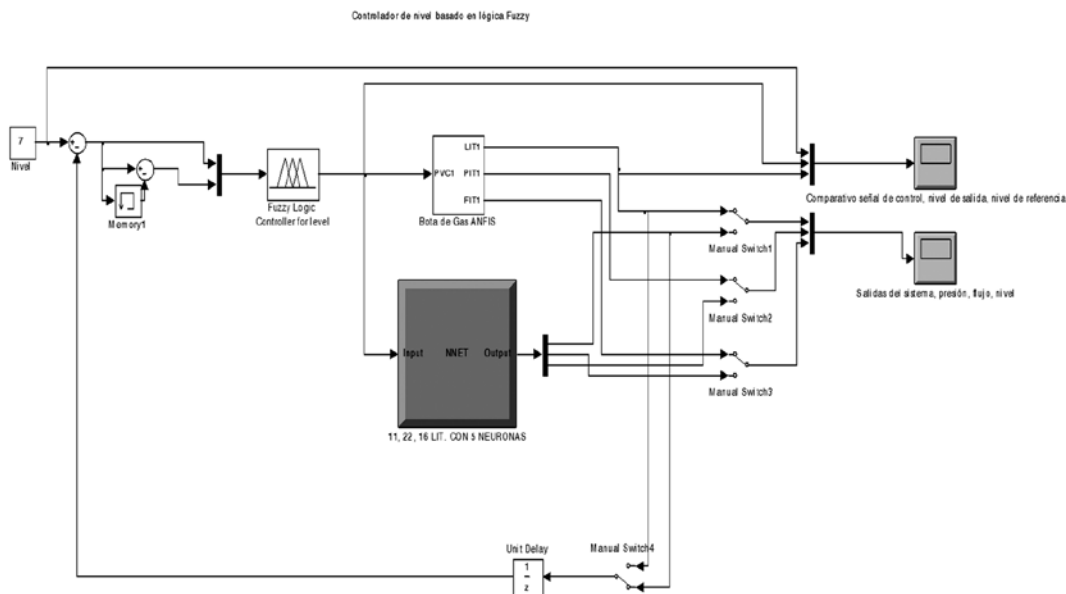 Controlador de nivel basado en lógica Fuzzy
7
Nivel
Memory1
Fuzzy Logic
Controller for level
PVC1
LIT1
PIT1
FIT1
Bota de Gas ANFIS
Input
NNET
Output
11, 22, 16 LIT. CON 5 NEURONAS
Manual Switch1
Manual Switch2
Manual Switch3
Comparativo señal de control, nivel de salida, nivel de referencia
Salidas del sistema, presión, flujo, nivel
Unit Delay
1
z
Manual Switch4